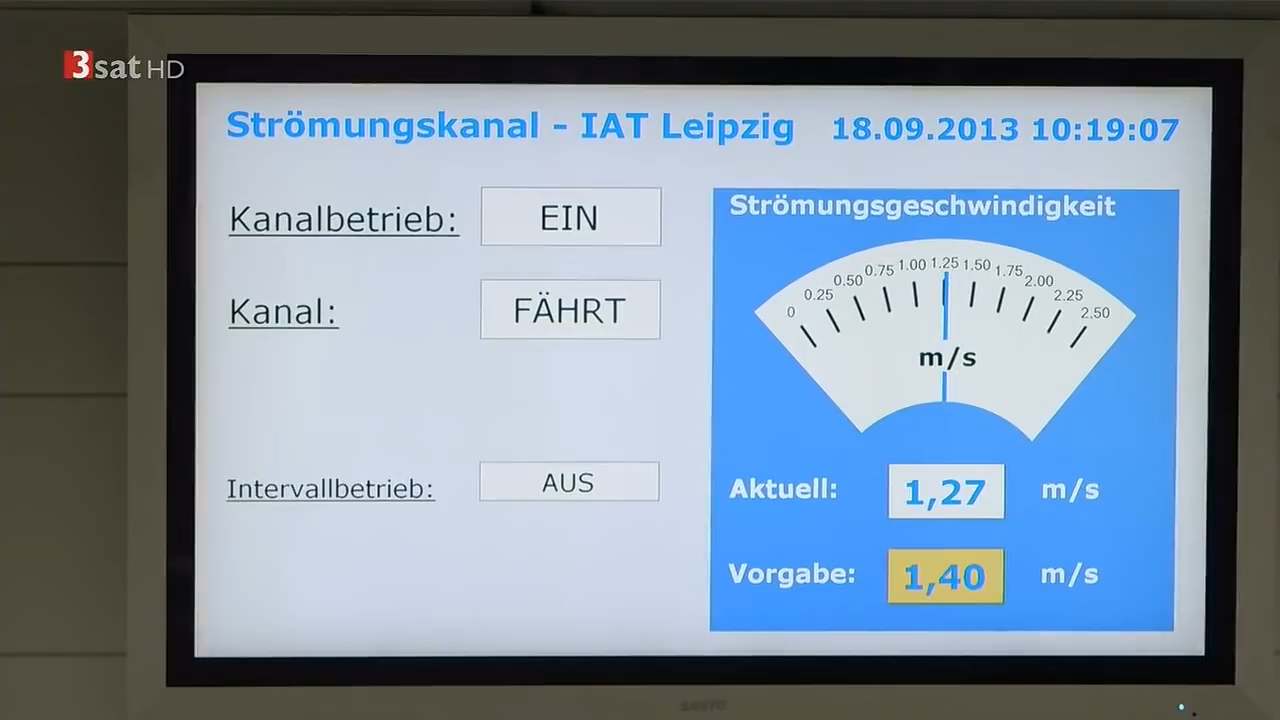 3sat HD
Strömungskanal - IAT Leipzig 18.09.2013 10:19:07
Kanalbetrieb: EIN
Kanal: FÄHRT
Intervallbetrieb: AUS
Strömungsgeschwindigkeit
0 0.25 0.50 0.75 1.00 1.25 1.50 1.75 2.00 2.25 2.50
m/s
Aktuell: 1,27 m/s
Vorgabe: 1,40 m/s
SANYO